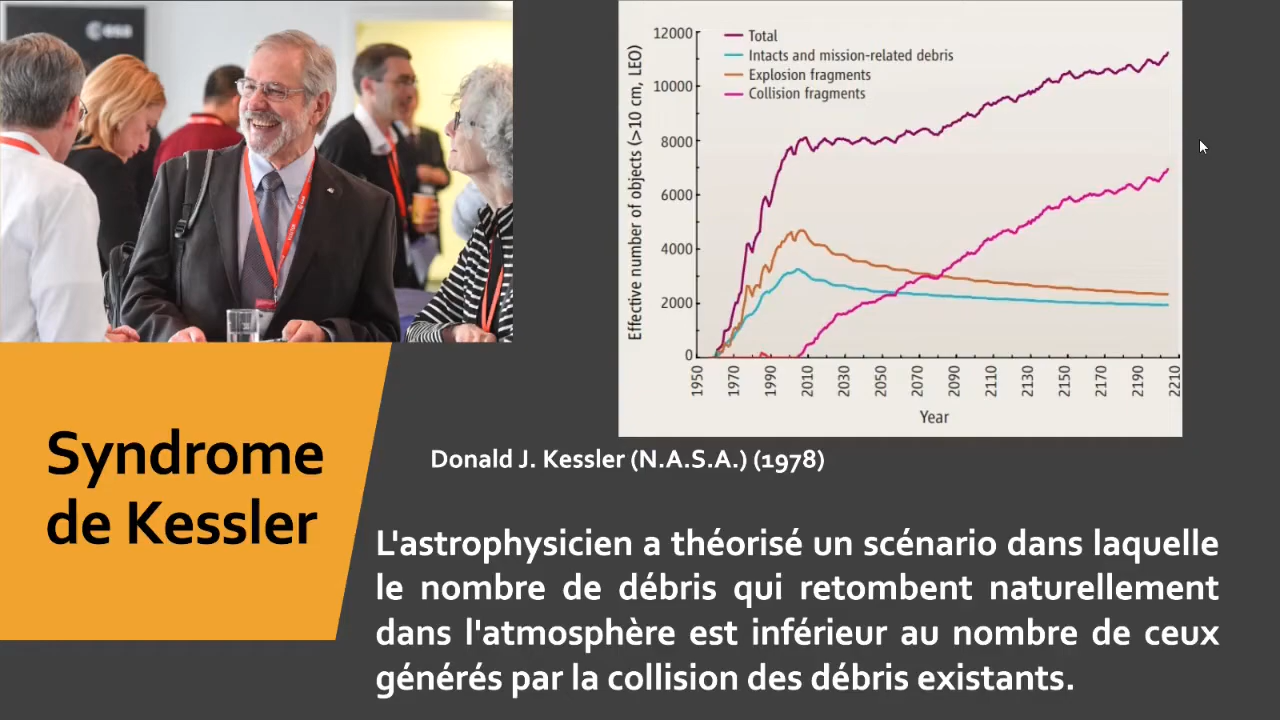 esa
12000
10000
8000
6000
4000
2000
0
Effective number of objects (>10 cm, LEO)
Total
Intacts and mission-related debris
Explosion fragments
Collision fragments
1950
1970
1990
2010
2030
2050
2070
2090
2110
2130
2150
2170
2190
2210
Year
Syndrome
de Kessler
Donald J. Kessler (N.A.S.A.) (1978)
L'astrophysicien a théorisé un scénario dans laquelle
le nombre de débris qui retombent naturellement
dans l'atmosphère est inférieur au nombre de ceux
générés par la collision des débris existants.